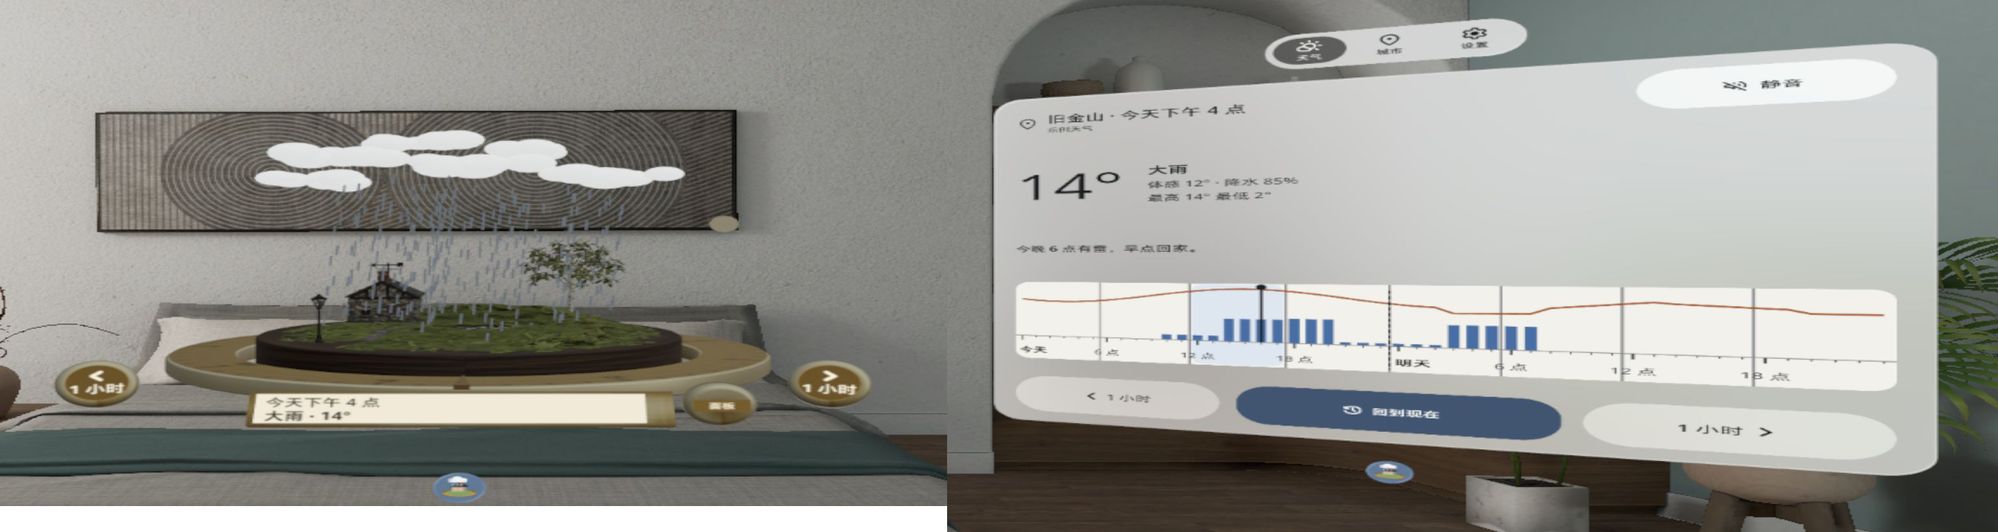 1 小时
今天下午 4 点
大雨 · 14°
面板
1 小时
天气
城市
设置
静音
旧金山 · 今天下午 4 点
14°
大雨
体感 12° · 降水 85%
最高 14° 最低 2°
今晚 6 点有雪，早点回家。
今天
6 点
12 点
18 点
明天
6 点
12 点
18 点
1 小时
回到现在
1 小时